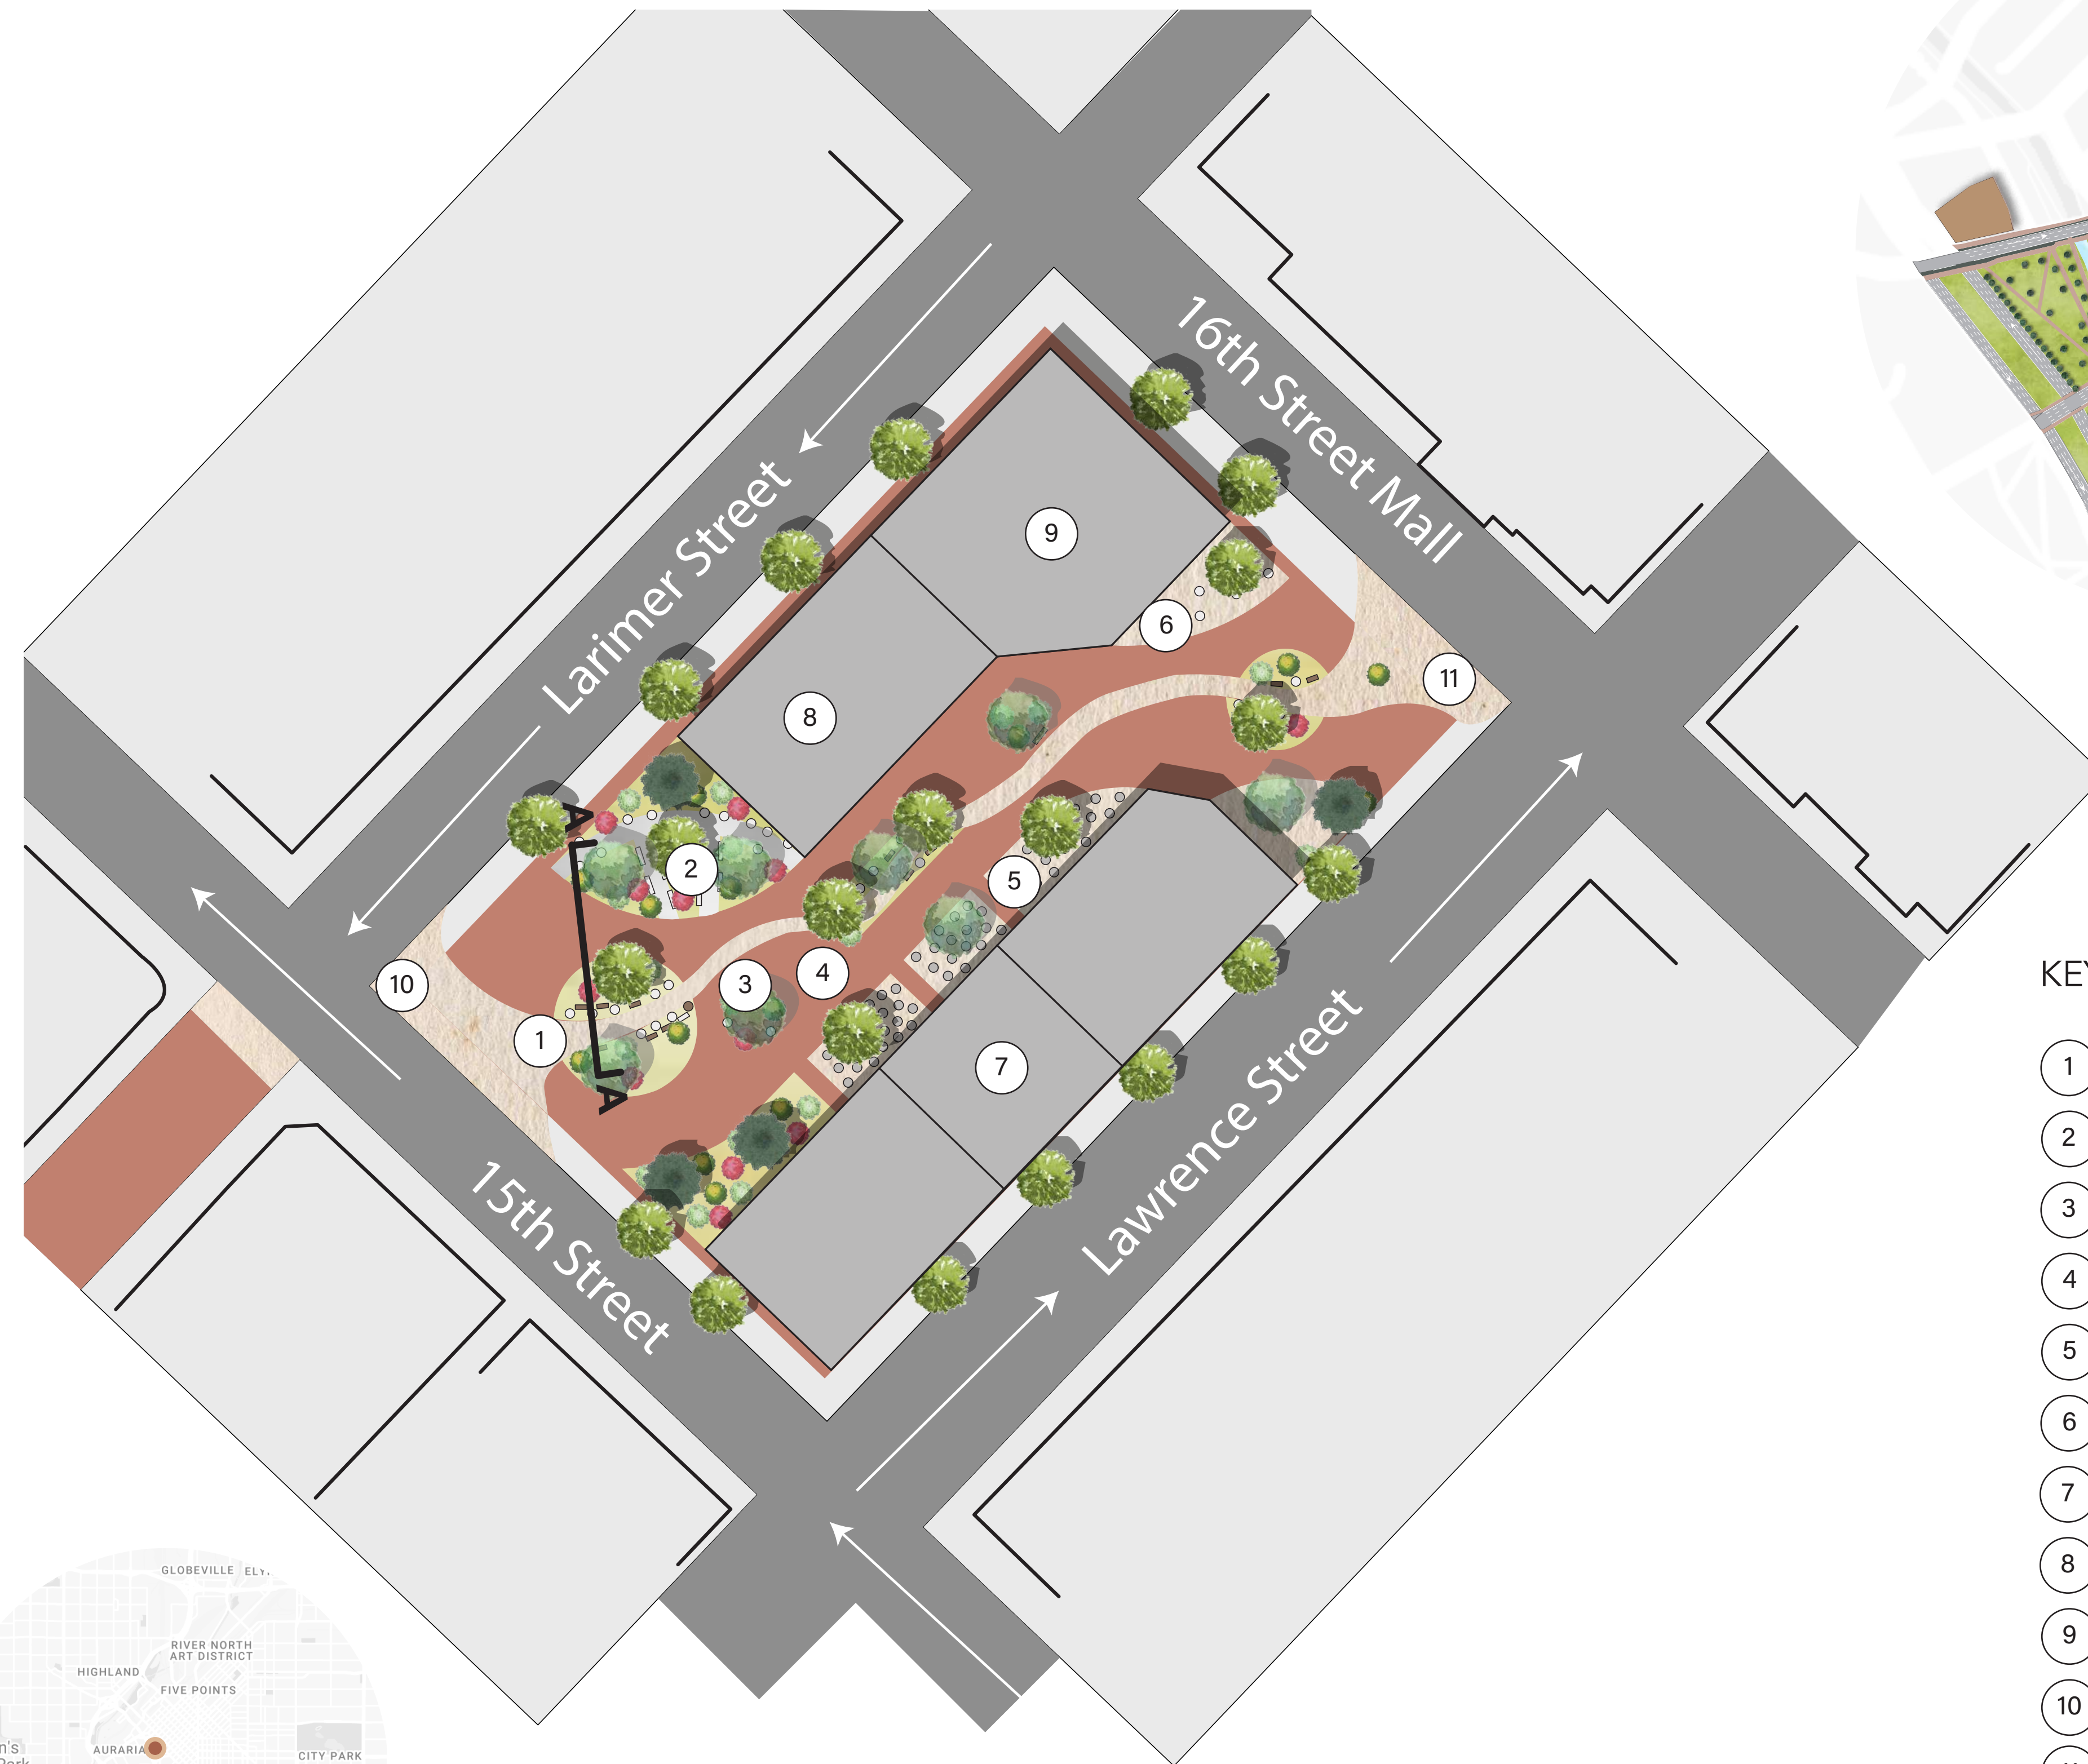 16th Street Mall
Larimer Street
9
6
11
8
A
2
5
10
3
4
1
A
7
15th Street
Lawrence Street
KEY
1
2
3
4
5
6
7
8
9
10
GLOBEVILLE
RIVER NORTH
ART DISTRICT
HIGHLAND
FIVE POINTS
AURARIA
CITY PARK
n's